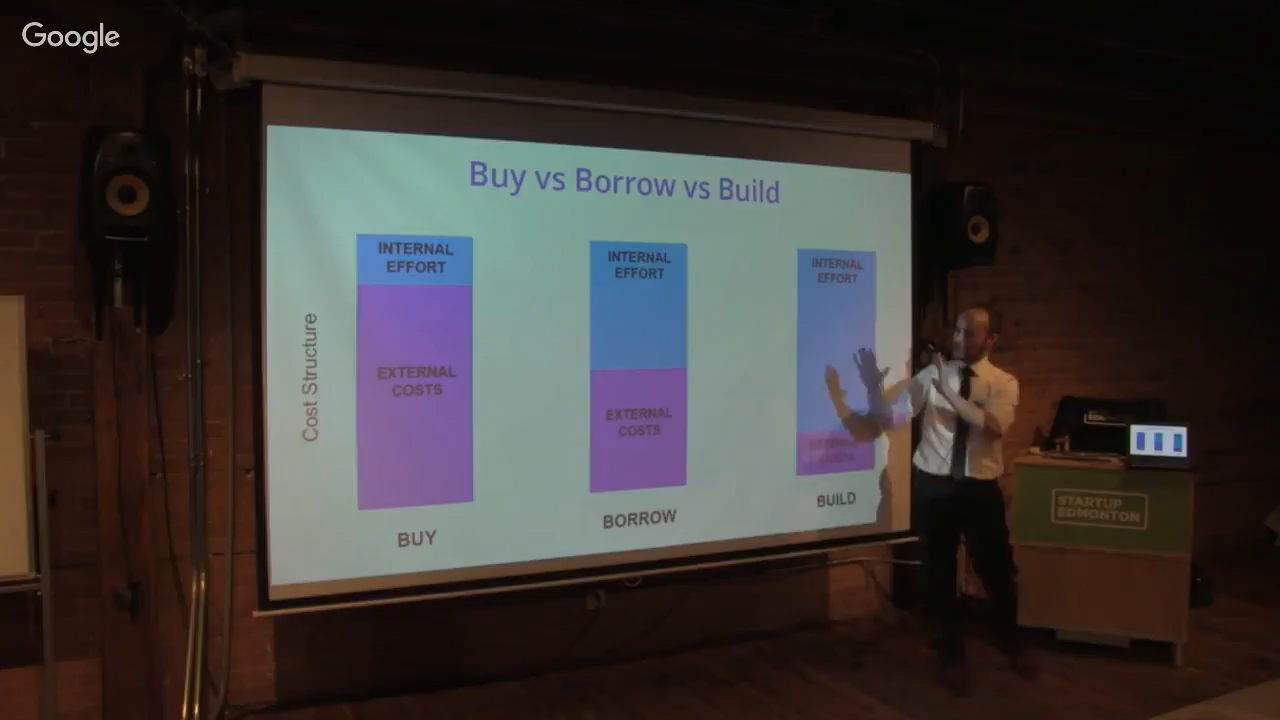 Google
Buy vs Borrow vs Build
Cost Structure
INTERNAL
EFFORT
EXTERNAL
COSTS
BUY
INTERNAL
EFFORT
EXTERNAL
COSTS
BORROW
INTERNAL
EFFORT
BUILD
STARTUP
EDMONTON